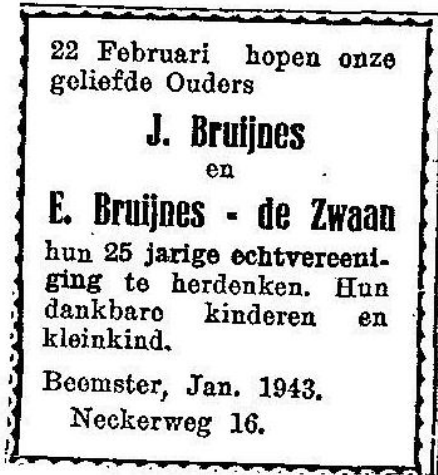 22 Februari hopen onze
geliefde Ouders
J. Bruijnes
en
E. Bruijnes - de Zwaan
hun 25 jarige echtvereeni-
ging te herdenken. Hun
dankbare kinderen en
kleinkind.
Beemster, Jan. 1943.
Neckerweg 16.